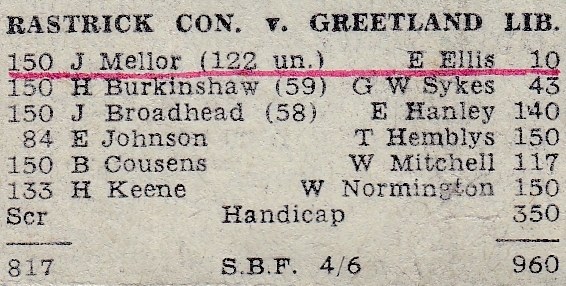 RASTRICK CON. v. GREETLAND LIB.
150 J Mellor (122 un.) E Ellis 10
150 H Burkinshaw (59) G W Sykes 43
150 J Broadhead (58) E Hanley 140
84 E Johnson T Hemblys 150
150 B Cousens W Mitchell 117
133 H Keene W Normington 150
Scr Handicap 350
817 S.B.F. 4/6 960